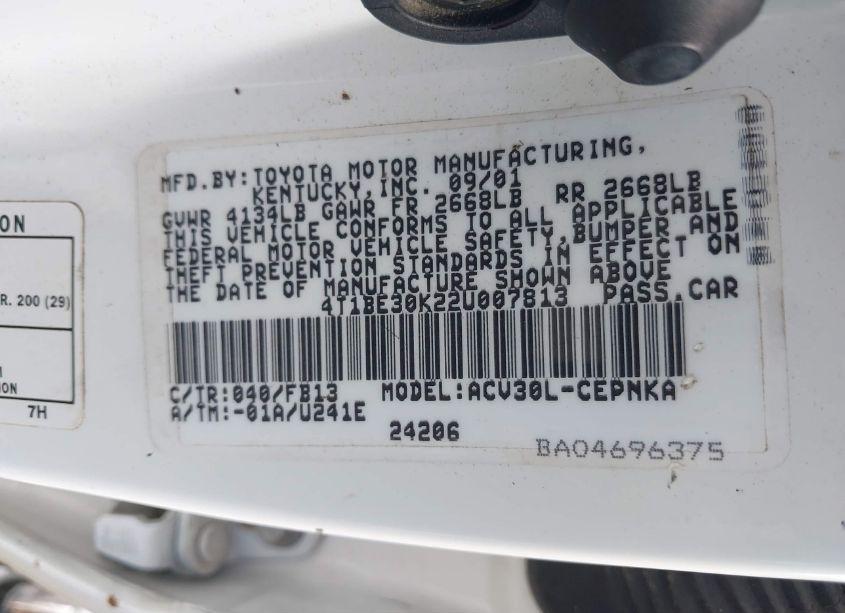 MFD.BY:TOYOTA MOTOR MANUFACTURING,
KENTUCKY,INC. 09/01
GVWR 4134LB GAWR FR 2668LB RR 2668LB
THIS VEHICLE CONFORMS TO ALL APPLICABLE
FEDERAL MOTOR VEHICLE SAFETY,BUMPER AND
THEFT PREVENTION STANDARDS IN EFFECT ON
THE DATE OF MANUFACTURE SHOWN ABOVE
4T1BE30K22U007813 PASS.CAR
C/TR:040/FB13 MODEL:ACV30L-CEPNKA
A/TM:-01A/U241E
24206
BA04696375
ON
R. 200 (29)
ION
7H